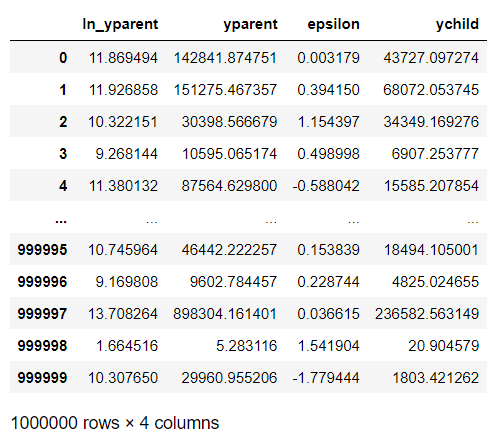 ln_yparent yparent epsilon ychild
0 11.869494 142841.874751 0.003179 43727.097274
1 11.926858 151275.467357 0.394150 68072.053745
2 10.322151 30398.566679 1.154397 34349.169276
3 9.268144 10595.065174 0.498998 6907.253777
4 11.380132 87564.629800 -0.588042 15585.207854
... ... ... ... ...
999995 10.745964 46442.222257 0.153839 18494.105001
999996 9.169808 9602.784457 0.228744 4825.024655
999997 13.708264 898304.161401 0.036615 236582.563149
999998 1.664516 5.283116 1.541904 20.904579
999999 10.307650 29960.955206 -1.779444 1803.421262
1000000 rows × 4 columns